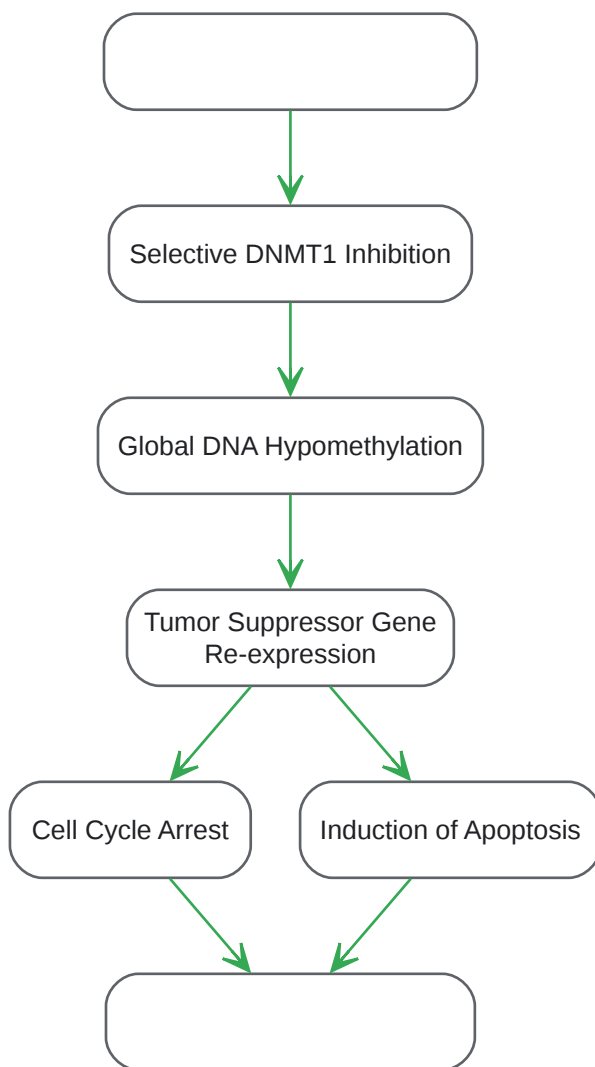 Selective DNMT1 Inhibition
Global DNA Hypomethylation
Tumor Suppressor Gene
Re-expression
Cell Cycle Arrest
Induction of Apoptosis